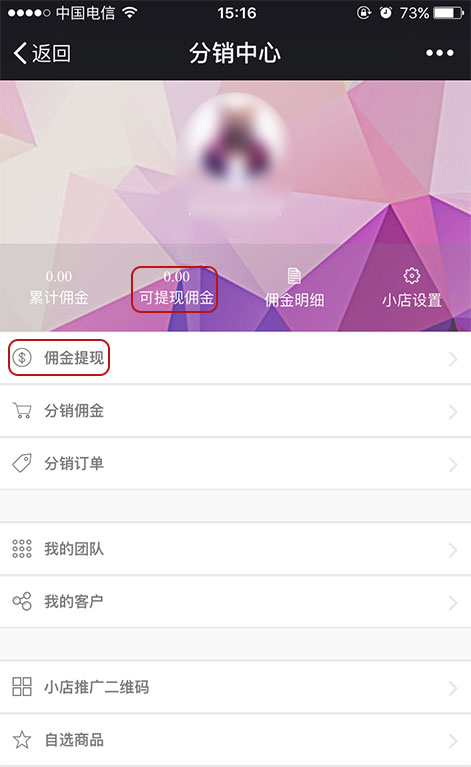 中国电信 15:16 73%
返回 分销中心
0.00 0.00
累计佣金 可提现佣金 佣金明细 小店设置
佣金提现
分销佣金
分销订单
我的团队
我的客户
小店推广二维码
自选商品